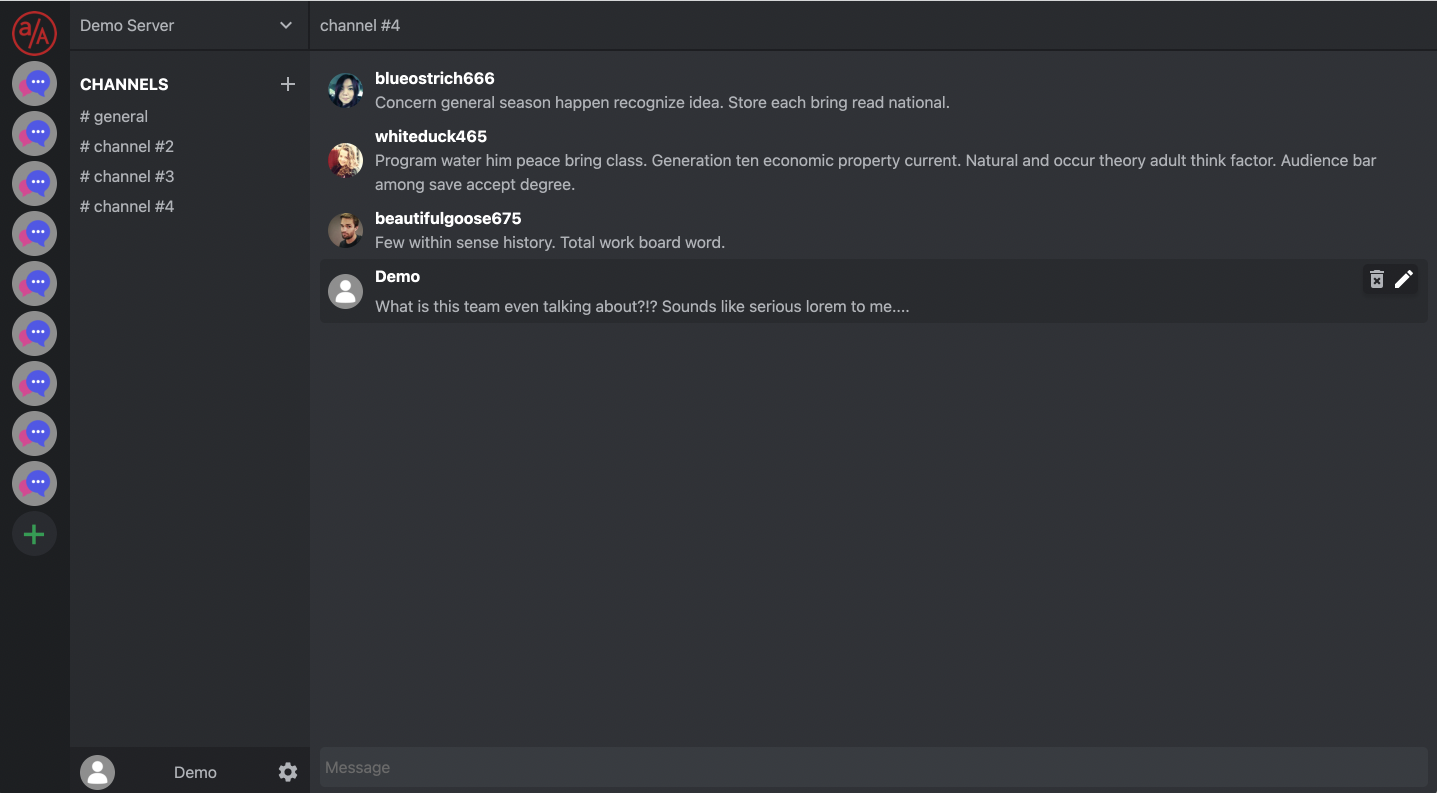 a/A
Demo Server
channel #4
CHANNELS
# general
# channel #2
# channel #3
# channel #4
blueostrich666
Concern general season happen recognize idea. Store each bring read national.
whiteduck465
Program water him peace bring class. Generation ten economic property current. Natural and occur theory adult think factor. Audience bar
among save accept degree.
beautifulgoose675
Few within sense history. Total work board word.
Demo
What is this team even talking about?!? Sounds like serious lorem to me....
Demo
Message